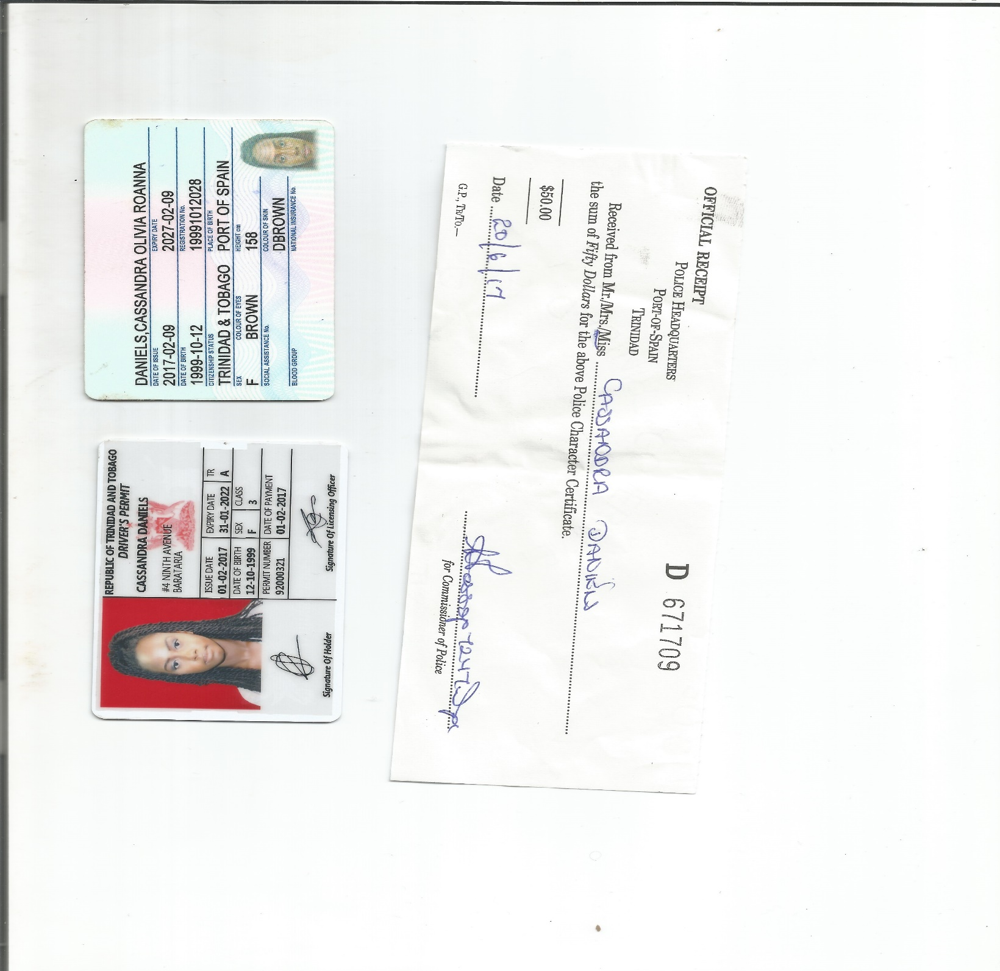 DANIELS,CASSANDRA OLIVIA ROANNA
DATE OF ISSUE EXPIRY DATE
2017-02-09 2027-02-09
DATE OF BIRTH REGISTRATION No.
1999-10-12 19991012028
CITIZENSHIP STATUS PLACE OF BIRTH
TRINIDAD & TOBAGO PORT OF SPAIN
SEX COLOUR OF EYES HEIGHT cm
F BROWN 158
SOCIAL ASSISTANCE No. COLOUR OF SKIN
DBROWN
BLOOD GROUP NATIONAL INSURANCE No.
REPUBLIC OF TRINIDAD AND TOBAGO
DRIVER'S PERMIT
CASSANDRA DANIELS
#4 NINTH AVENUE
BARATARIA
ISSUE DATE EXPIRY DATE TR
01-02-2017 31-01-2022 A
DATE OF BIRTH SEX CLASS
12-10-1999 F 3
PERMIT NUMBER DATE OF PAYMENT
92000321 01-02-2017
Signature Of Holder Signature Of Licensing Officer
OFFICIAL RECEIPT
POLICE HEADQUARTERS
D 671709
PORT-OF-SPAIN
TRINIDAD
Received from Mr./Mrs./Miss CASSANDRA DANIELS
the sum of Fifty Dollars for the above Police Character Certificate.
$50.00
Date 20/6/17
for Commissioner of Police
G.P., TR/TO.—